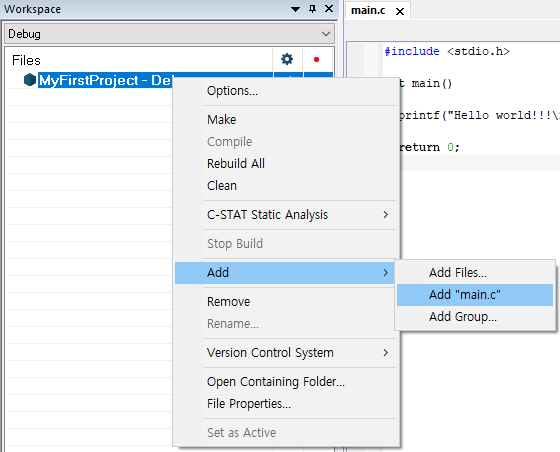 Workspace
Debug
Files
MyFirstProject - De
Options...
Make
Compile
Rebuild All
Clean
C-STAT Static Analysis
Stop Build
Add
Remove
Rename...
Version Control System
Open Containing Folder...
File Properties...
Set as Active
Add Files...
Add "main.c"
Add Group...
main.c
#include <stdio.h>
t main()
printf("Hello world!!!\
return 0;